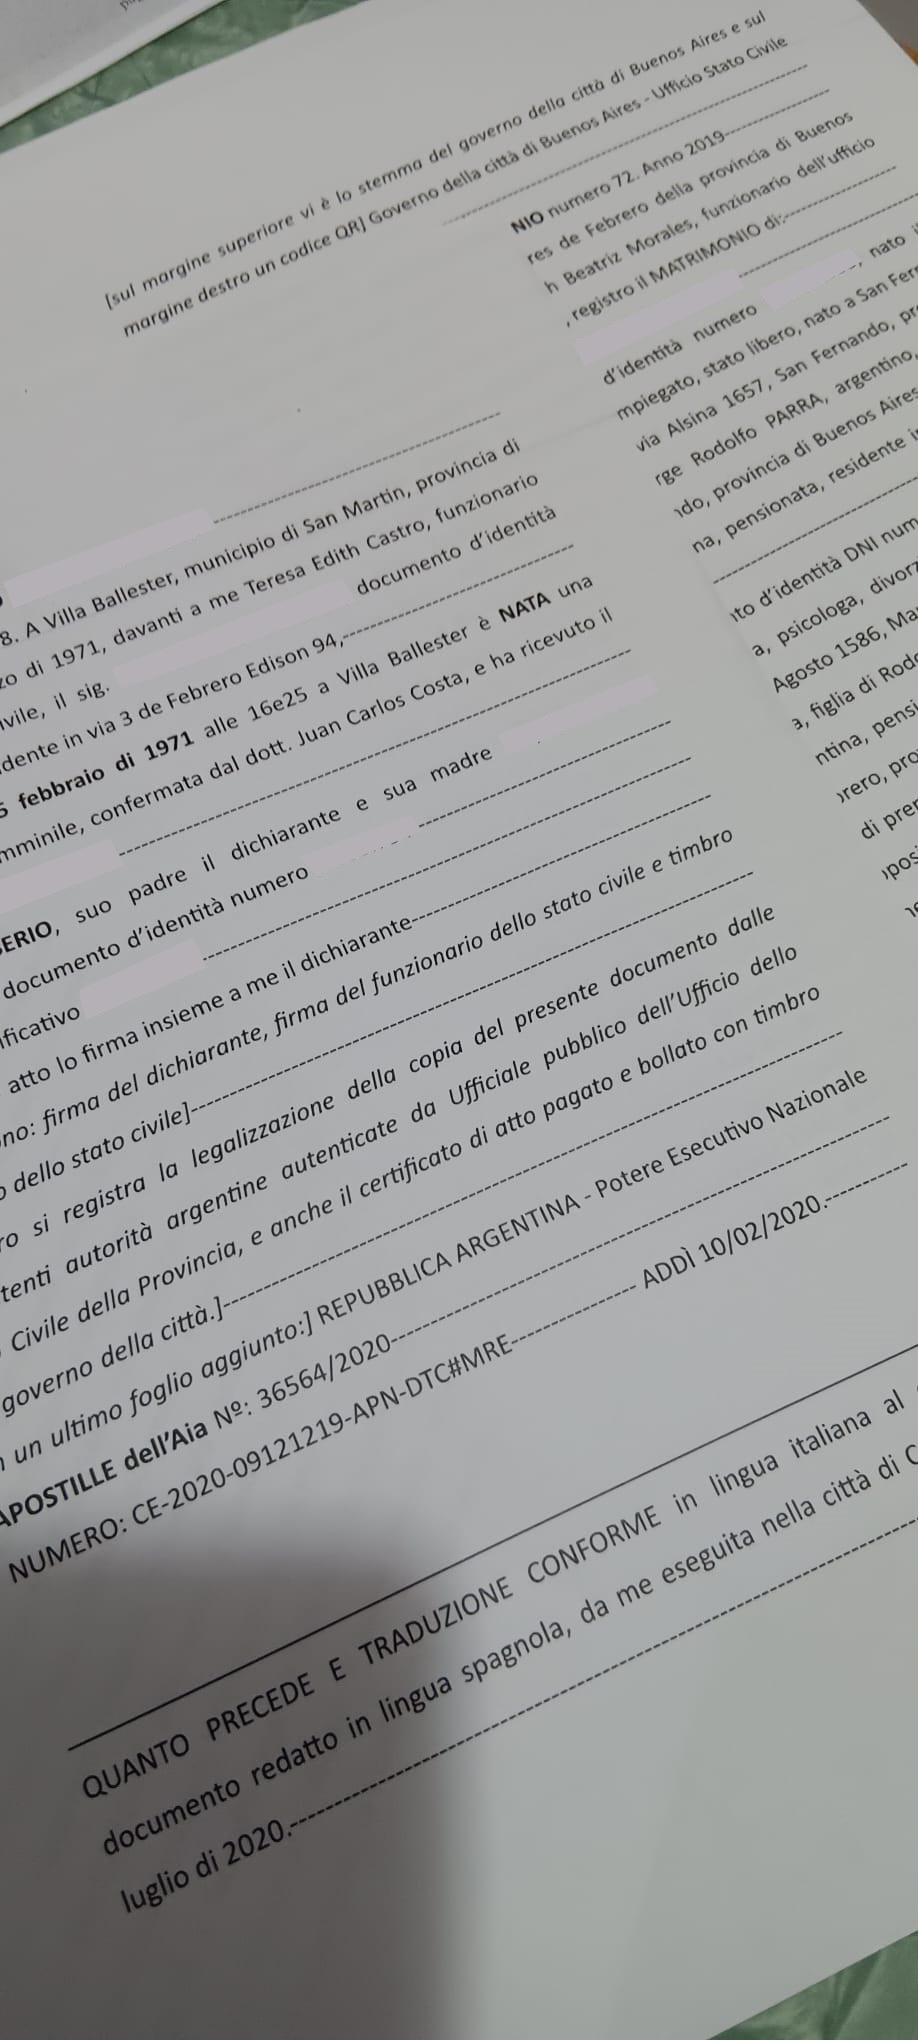 [sul margine superiore vi è lo stemma del governo della città di Buenos Aires e sul
margine destro un codice QR] Governo della città di Buenos Aires - Ufficio Stato Civile
8. A Villa Ballester, municipio di San Martin, provincia di
zo di 1971, davanti a me Teresa Edith Castro, funzionario
ivile, il sig. documento d'identità
dente in via 3 de Febrero Edison 94,
5 febbraio di 1971 alle 16e25 a Villa Ballester è NATA una
mminile, confermata dal dott. Juan Carlos Costa, e ha ricevuto il
SERIO, suo padre il dichiarante e sua madre
documento d'identità numero
ificativo
atto lo firma insieme a me il dichiarante
no: firma del dichiarante, firma del funzionario dello stato civile e timbro
o dello stato civile]
ro si registra la legalizzazione della copia del presente documento dalle
tenti autorità argentine autenticate da Ufficiale pubblico dell'Ufficio dello
Civile della Provincia, e anche il certificato di atto pagato e bollato con timbro
governo della città.]
n un ultimo foglio aggiunto:] REPUBBLICA ARGENTINA - Potere Esecutivo Nazionale
APOSTILLE dell'Aia Nº: 36564/2020
NUMERO: CE-2020-09121219-APN-DTC#MRE ADDÌ 10/02/2020.
QUANTO PRECEDE E TRADUZIONE CONFORME in lingua italiana al
documento redatto in lingua spagnola, da me eseguita nella città di
luglio di 2020.
NIO numero 72. Anno 2019
res de Febrero della provincia di Buenos
h Beatriz Morales, funzionario dell'ufficio
, registro il MATRIMONIO di:
d'identità numero , nato
mpiegato, stato libero, nato a San Fer
via Alsina 1657, San Fernando, pr
rge Rodolfo PARRA, argentino,
do, provincia di Buenos Aires
na, pensionata, residente i
to d'identità DNI num
a, psicologa, divorz
Agosto 1586, Ma
a, figlia di Rod
ntina, pensi
rero, pro
di pre
pos